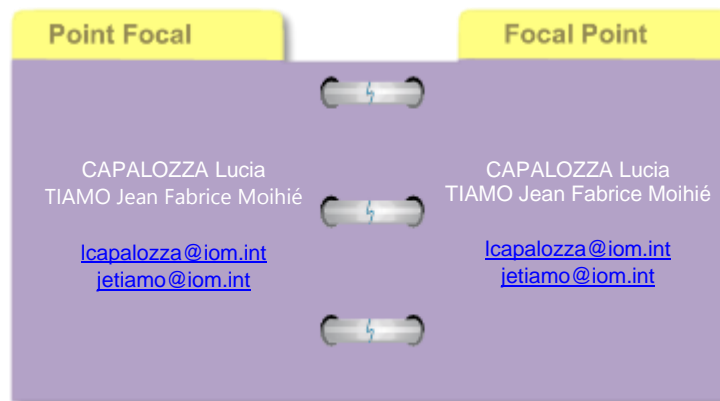 Point Focal
CAPALOZZA Lucia
TIAMO Jean Fabrice Moihié
lcapalozza@iom.int
jetiamo@iom.int
Focal Point
CAPALOZZA Lucia
TIAMO Jean Fabrice Moihié
lcapalozza@iom.int
jetiamo@iom.int